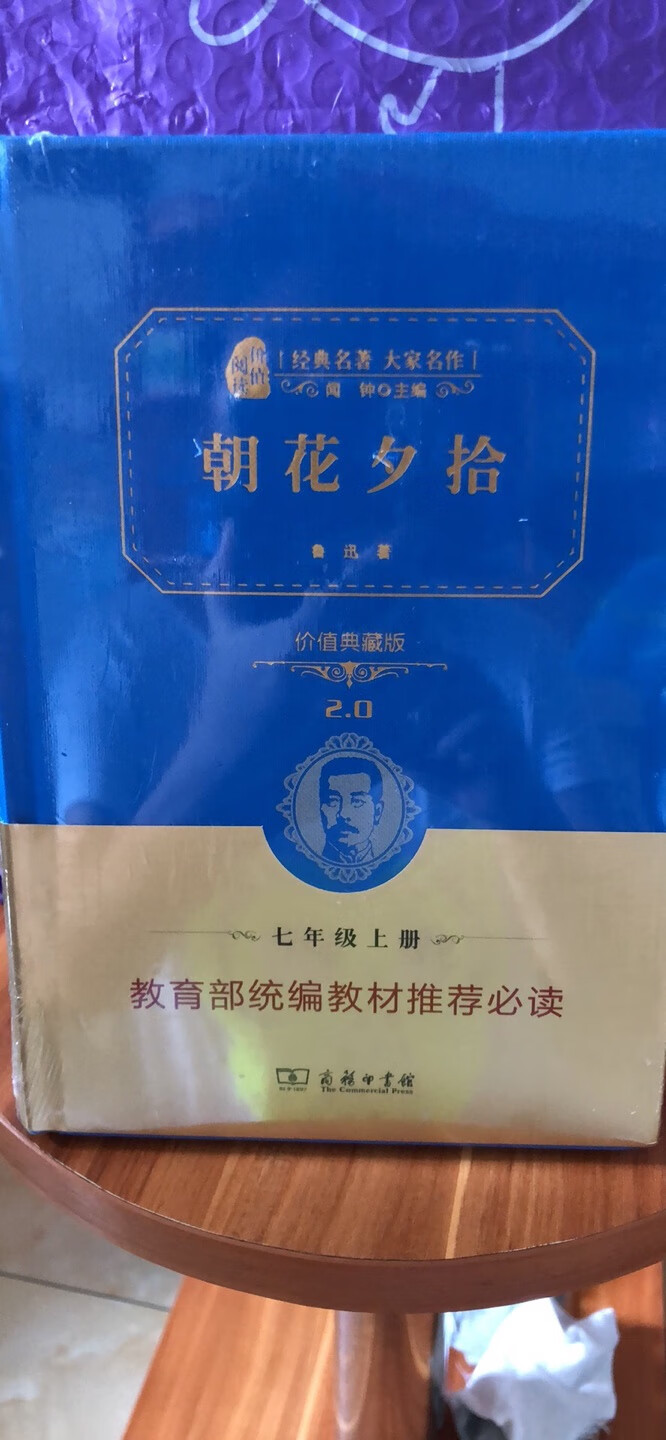 价值阅读
经典名著 大家名作
闻 钟 主编
朝花夕拾
鲁 迅 著
价值典藏版
2.0
七年级上册
教育部统编教材推荐必读
商务印书馆
The Commercial Press